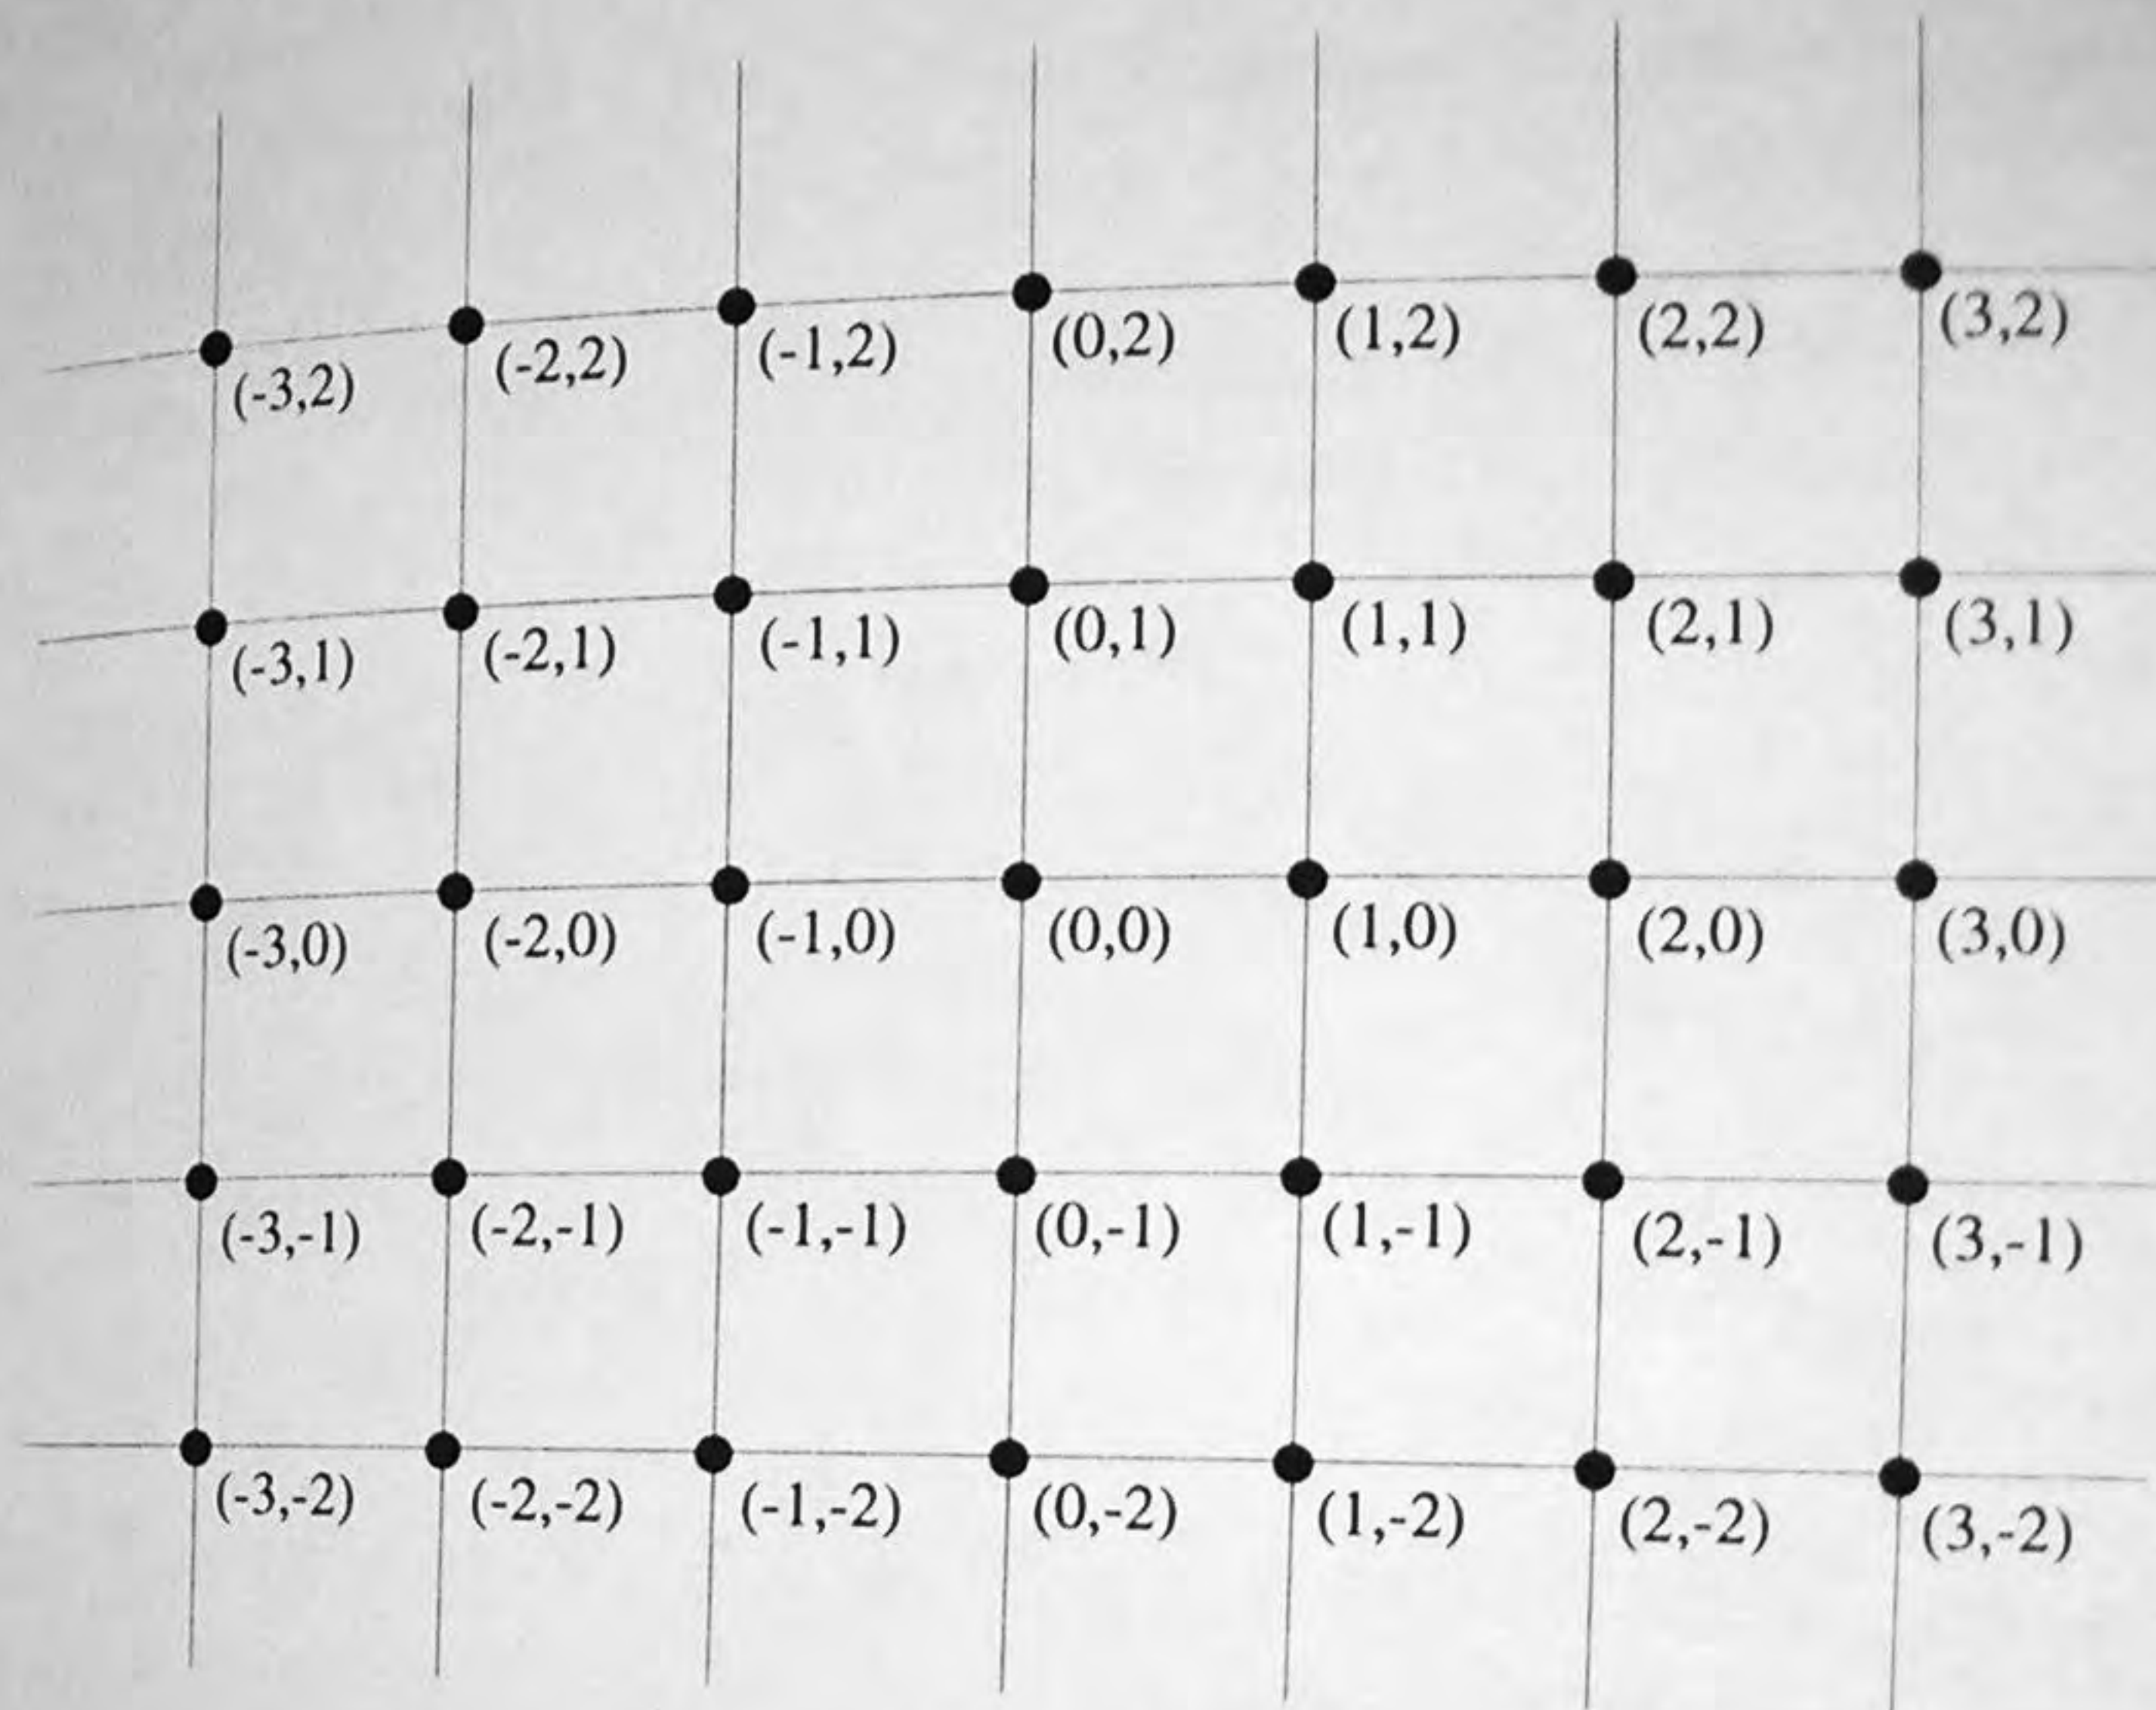 (-3,2) (-2,2) (-1,2) (0,2) (1,2) (2,2) (3,2)
(-3,1) (-2,1) (-1,1) (0,1) (1,1) (2,1) (3,1)
(-3,0) (-2,0) (-1,0) (0,0) (1,0) (2,0) (3,0)
(-3,-1) (-2,-1) (-1,-1) (0,-1) (1,-1) (2,-1) (3,-1)
(-3,-2) (-2,-2) (-1,-2) (0,-2) (1,-2) (2,-2) (3,-2)